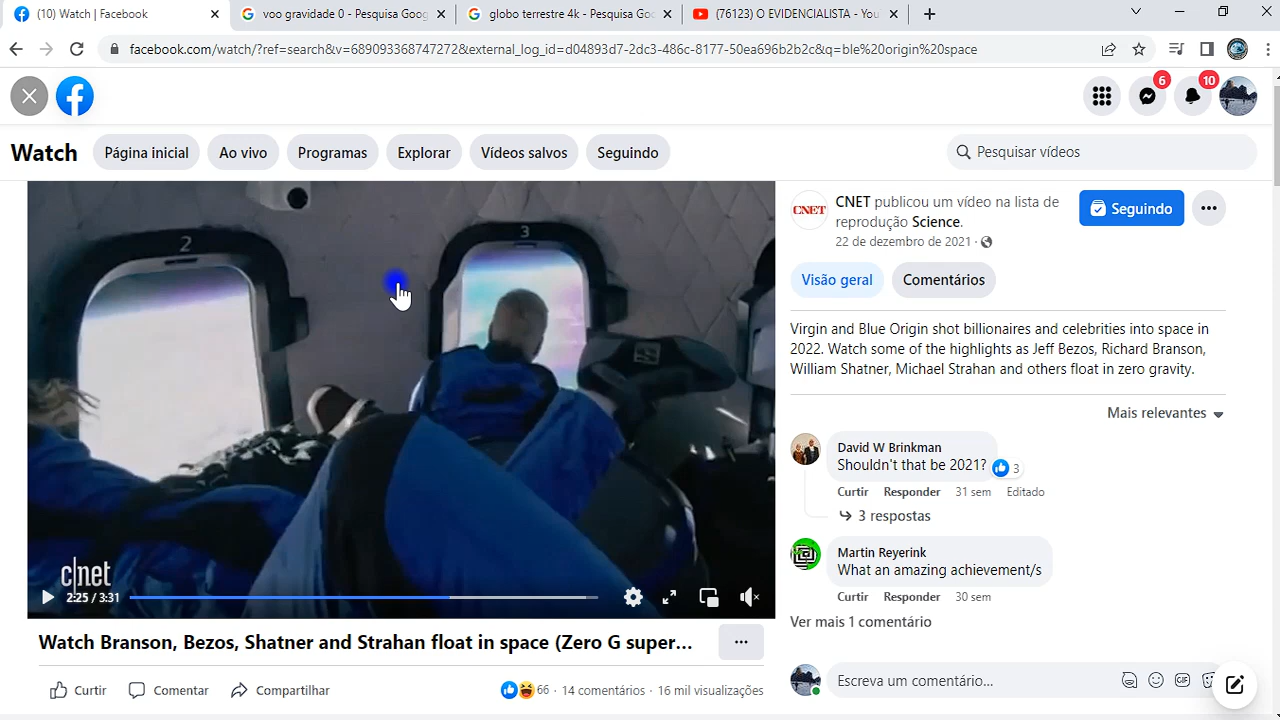 (10) Watch | Facebook
voo gravidade 0 - Pesquisa Goog
globo terrestre 4k - Pesquisa Go
(76123) O EVIDENCIALISTA - You
facebook.com/watch/?ref=search&v=689093368747272&external_log_id=d04893d7-2dc3-486c-8177-50ea696b2b2c&q=ble%20origin%20space
6
10
Watch
Página inicial
Ao vivo
Programas
Explorar
Vídeos salvos
Seguindo
Pesquisar vídeos
2
3
c|net
2:25 / 3:31
Watch Branson, Bezos, Shatner and Strahan float in space (Zero G super...
Curtir
Comentar
Compartilhar
66 · 14 comentários · 16 mil visualizações
CNET
CNET publicou um vídeo na lista de
reprodução Science.
22 de dezembro de 2021 ·
Seguindo
Visão geral
Comentários
Virgin and Blue Origin shot billionaires and celebrities into space in
2022. Watch some of the highlights as Jeff Bezos, Richard Branson,
William Shatner, Michael Strahan and others float in zero gravity.
Mais relevantes
David W Brinkman
Shouldn't that be 2021?
3
Curtir Responder 31 sem Editado
3 respostas
Martin Reyerink
What an amazing achievement/s
Curtir Responder 30 sem
Ver mais 1 comentário
Escreva um comentário...
GIF